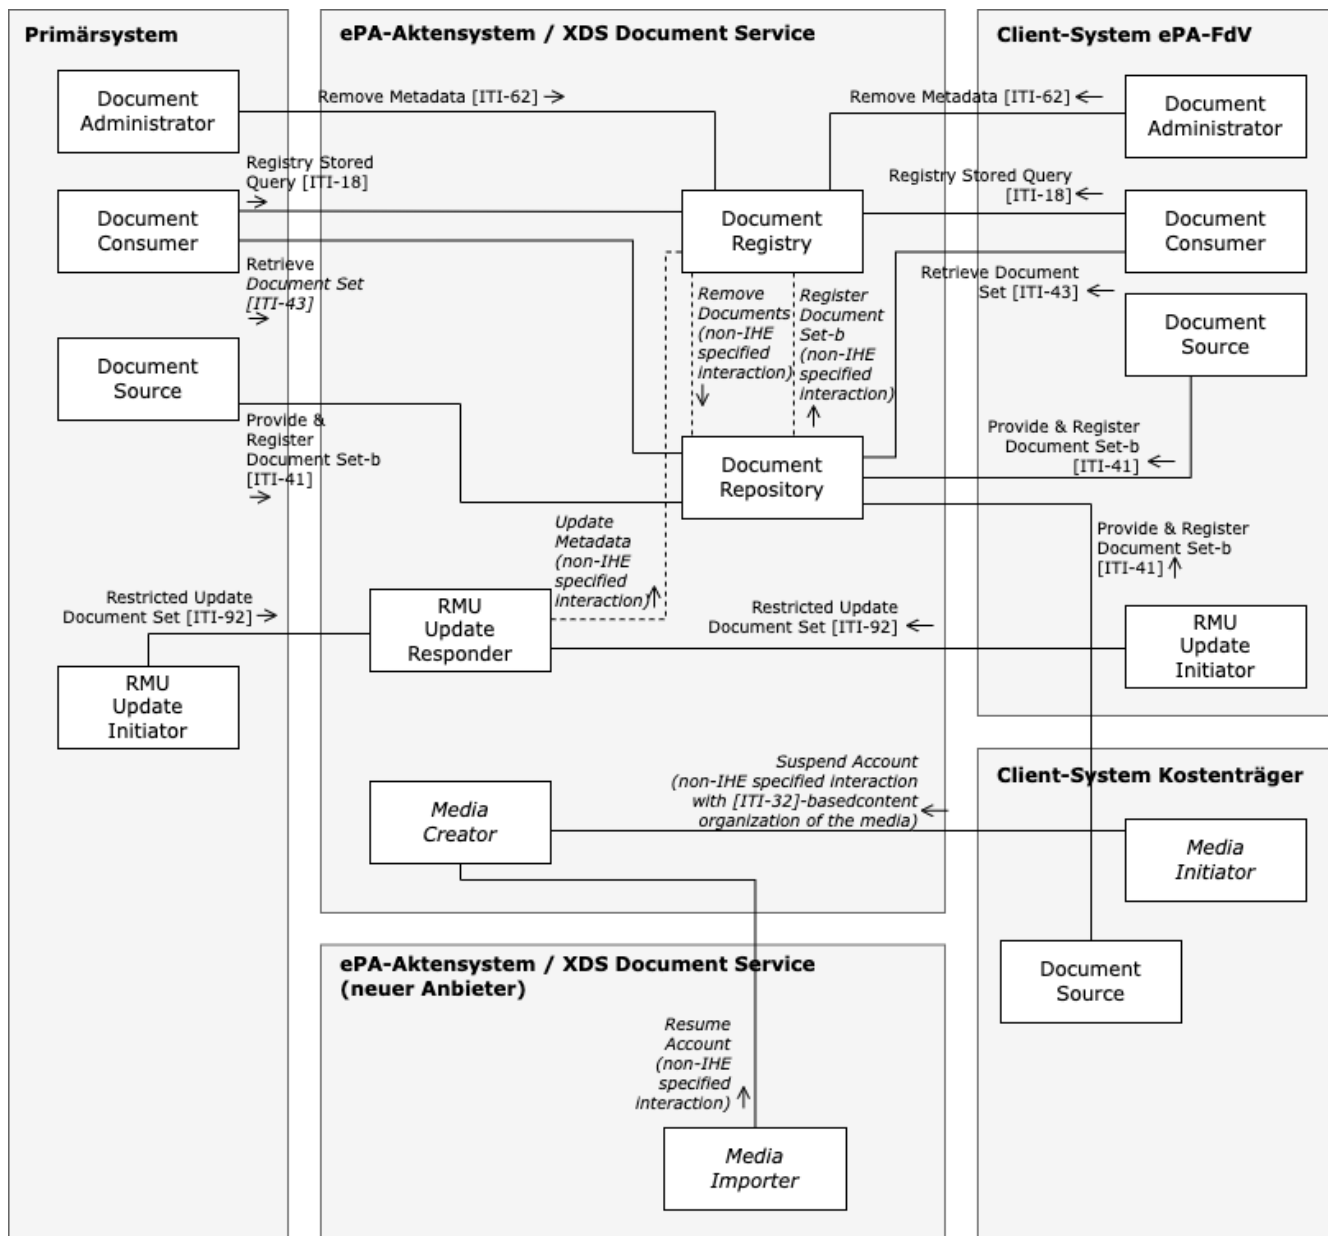 Primärsystem
Document
Administrator
Document
Consumer
Document
Source
RMU
Update
Initiator
Registry Stored
Query [ITI-18]
Retrieve
Document Set
[ITI-43]
Provide &
Register
Document Set-b
[ITI-41]
Restricted Update
Document Set [ITI-92]
ePA-Aktensystem / XDS Document Service
Remove Metadata [ITI-62]
Remove Metadata [ITI-62]
Document
Registry
Registry Stored Query
[ITI-18]
Retrieve Document
Set [ITI-43]
Remove
Documents
(non-IHE
specified
interaction)
Register
Document
Set-b
(non-IHE
specified
interaction)
Document
Repository
Update
Metadata
(non-IHE
specified
interaction)
RMU
Update
Responder
Restricted Update
Document Set [ITI-92]
Suspend Account
(non-IHE specified interaction
with [ITI-32]-basedcontent
organization of the media)
Media
Creator
Client-System ePA-FdV
Document
Administrator
Document
Consumer
Document
Source
Provide & Register
Document Set-b
[ITI-41]
Provide & Register
Document Set-b
[ITI-41]
RMU
Update
Initiator
Client-System Kostenträger
Media
Initiator
Document
Source
ePA-Aktensystem / XDS Document Service
(neuer Anbieter)
Resume
Account
(non-IHE
specified
interaction)
Media
Importer